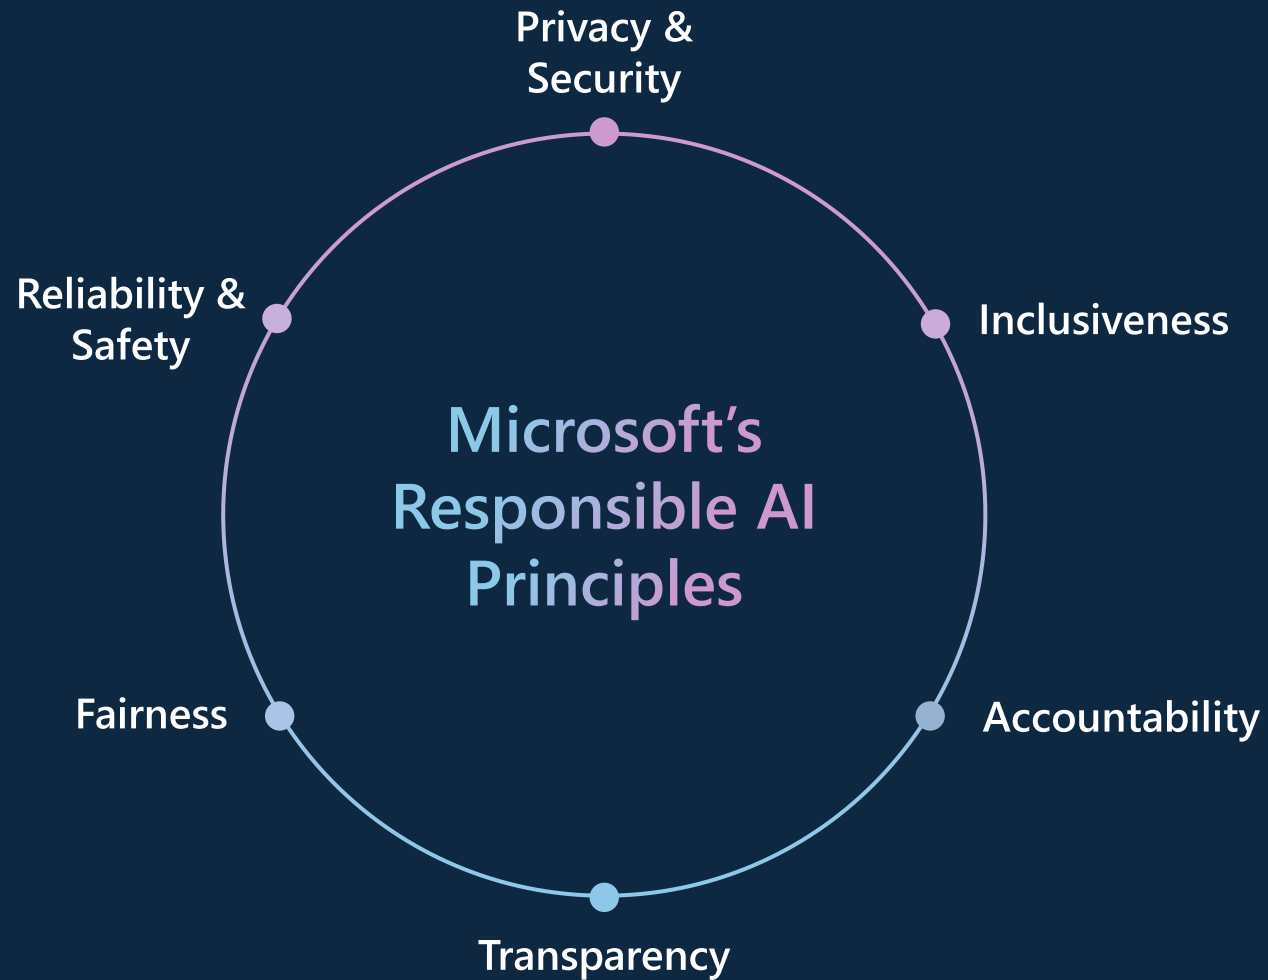 Privacy &
Security
Reliability &
Safety
Inclusiveness
Microsoft’s
Responsible AI
Principles
Fairness
Accountability
Transparency